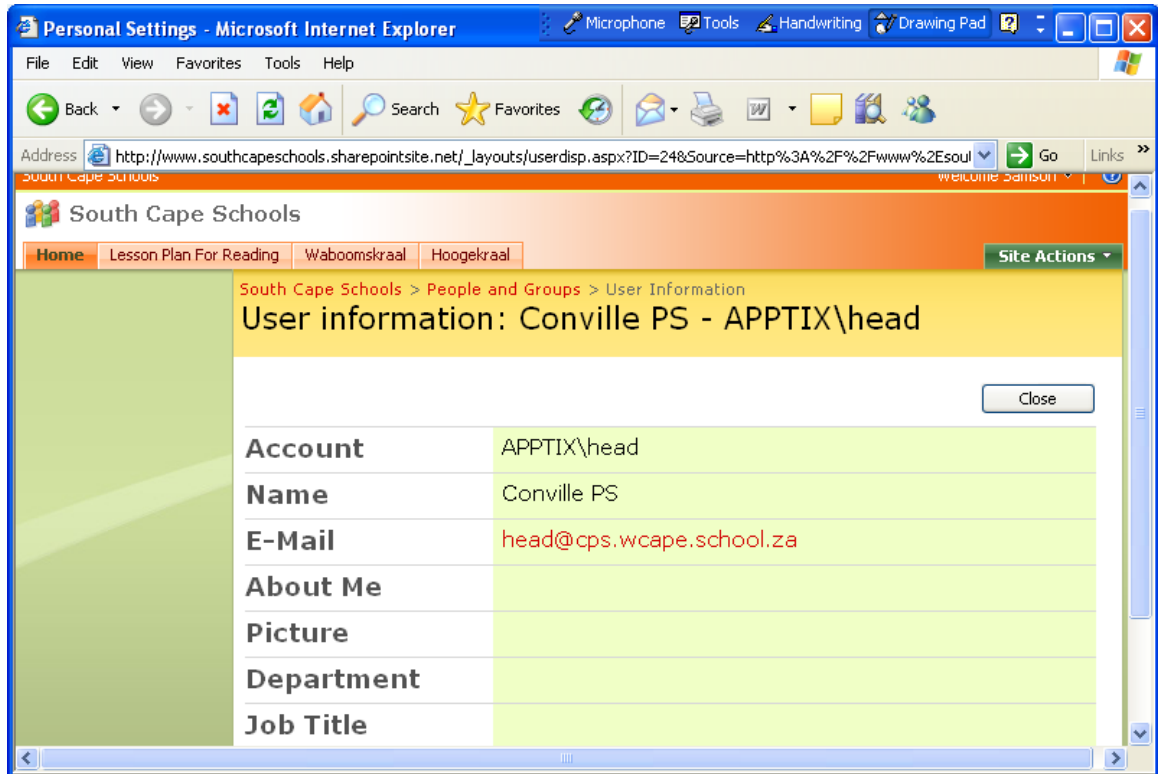 Personal Settings - Microsoft Internet Explorer Microphone Tools Handwriting Drawing Pad
File Edit View Favorites Tools Help
Back Search Favorites
Address http://www.southcapeschools.sharepointsite.net/_layouts/userdisp.aspx?ID=24&Source=http%3A%2F%2Fwww%2Esoul Go Links »
South Cape Schools Welcome Samson
South Cape Schools
Home Lesson Plan For Reading Waboomskraal Hoogekraal Site Actions
South Cape Schools > People and Groups > User Information
User information: Conville PS - APPTIX\head
Close
Account APPTIX\head
Name Conville PS
E-Mail head@cps.wcape.school.za
About Me
Picture
Department
Job Title